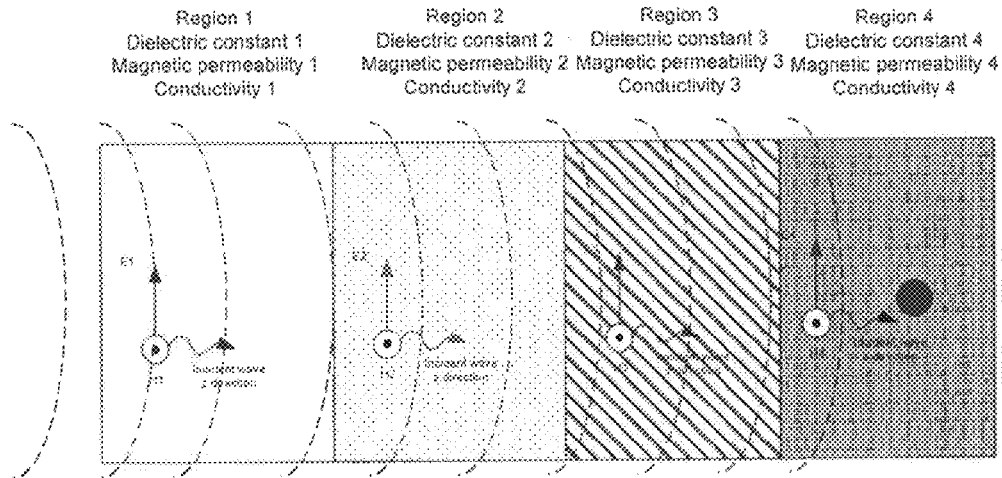 Region 1
Dielectric constant 1
Magnetic permeability 1
Conductivity 1
Region 2
Dielectric constant 2
Magnetic permeability 2
Conductivity 2
Region 3
Dielectric constant 3
Magnetic permeability 3
Conductivity 3
Region 4
Dielectric constant 4
Magnetic permeability 4
Conductivity 4
E1
H1
Incident wave
z direction
E2
H2
Incident wave
z direction